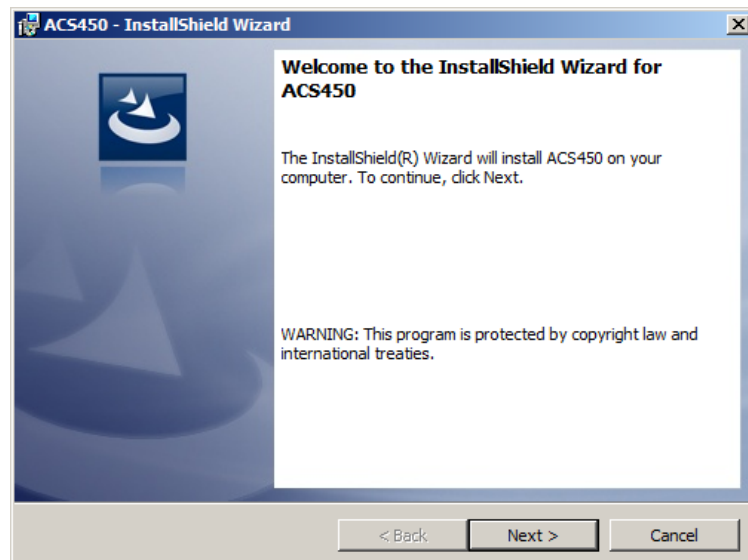 ACS450 - InstallShield Wizard
Welcome to the InstallShield Wizard for
ACS450
The InstallShield(R) Wizard will install ACS450 on your
computer. To continue, click Next.
WARNING: This program is protected by copyright law and
international treaties.
< Back
Next >
Cancel